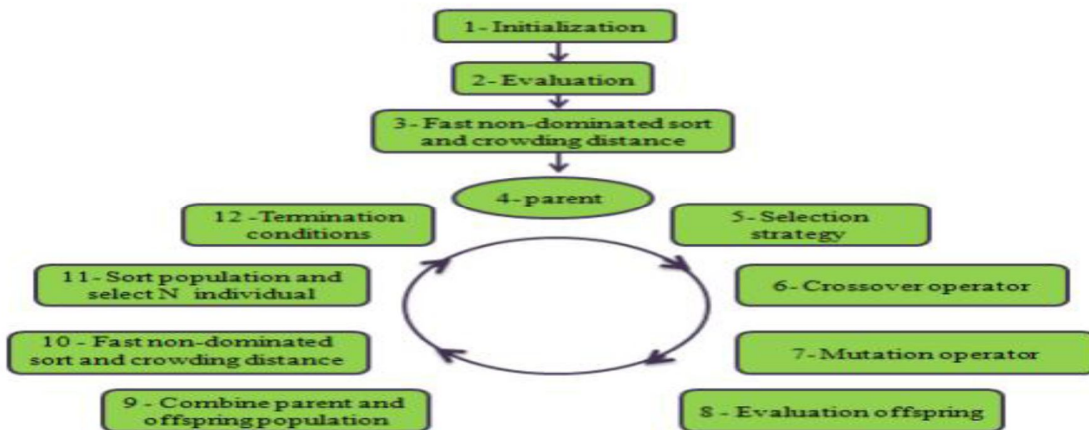 1- Initialization
2- Evaluation
3- Fast non-dominated sort
and crowding distance
4- parent
5- Selection
strategy
6- Crossover operator
7- Mutation operator
8 - Evaluation offspring
9 - Combine parent and
offspring population
10 - Fast non-dominated
sort and crowding distance
11- Sort population and
select N individual
12 -Termination
conditions